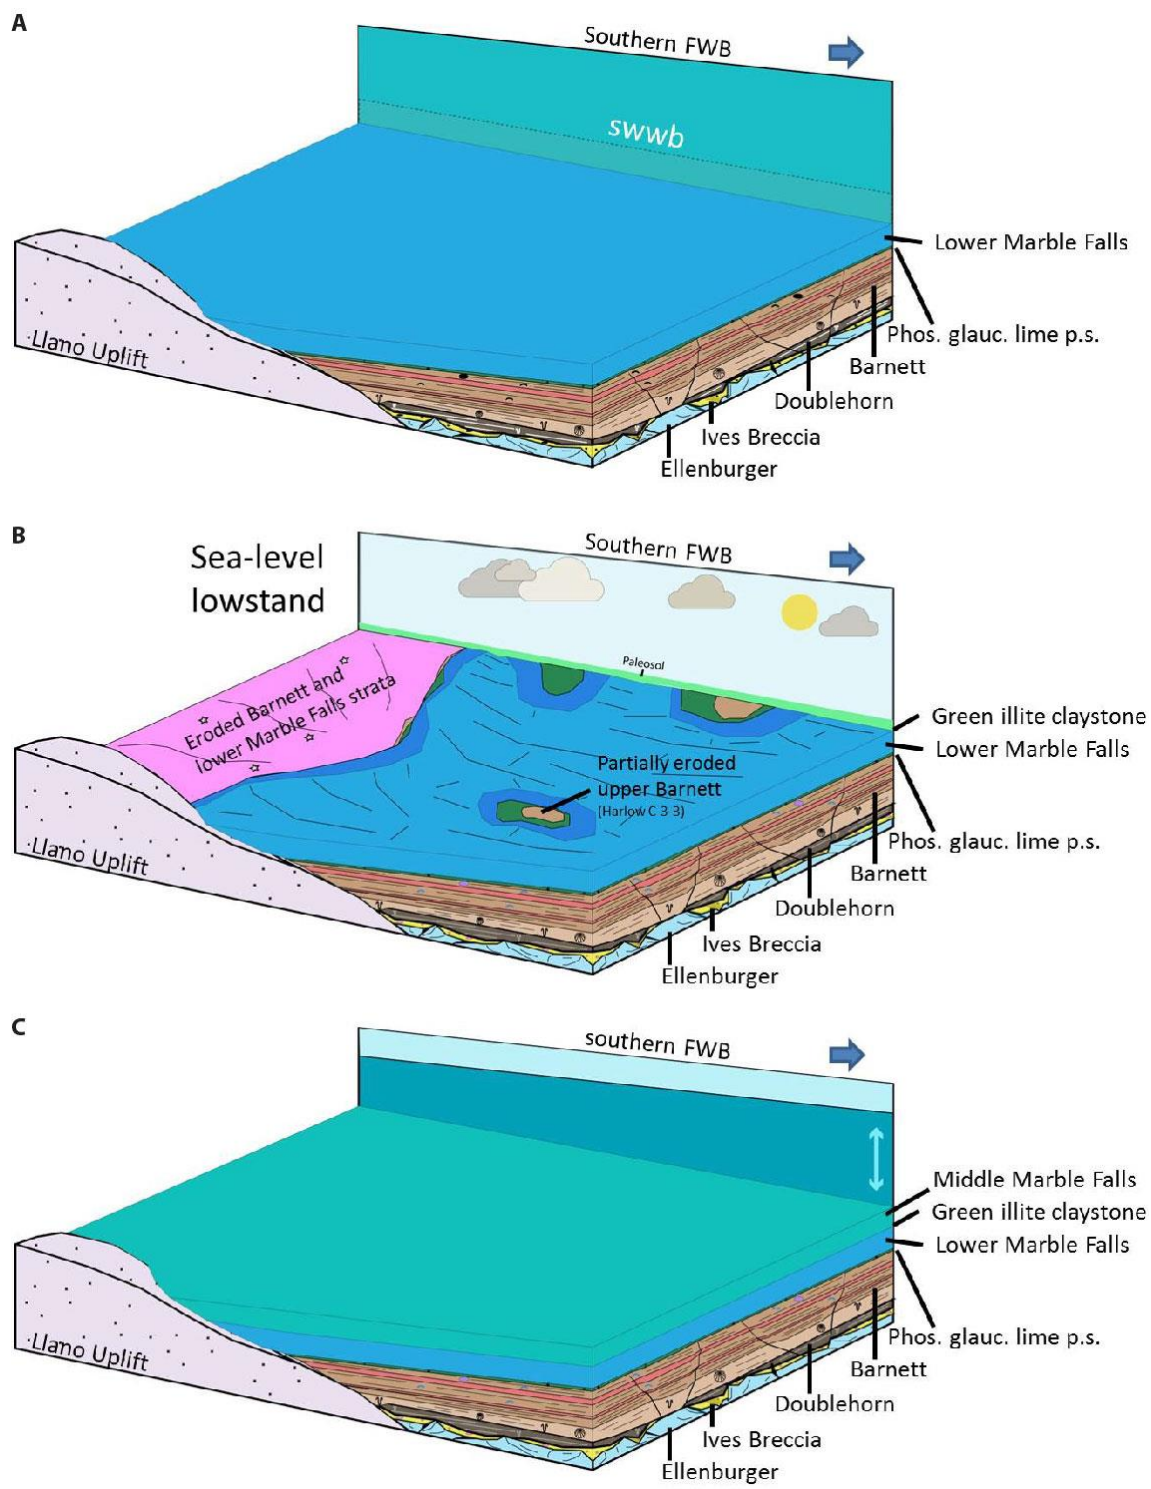 A
Southern FWB
swwb
Lower Marble Falls
Llano Uplift
Phos. glauc. lime p.s.
Barnett
Doublehorn
Ives Breccia
Ellenburger
B
Sea-level
lowstand
Southern FWB
Paleosol
Eroded Barnett and
lower Marble Falls strata
Green illite claystone
Lower Marble Falls
Partially eroded
upper Barnett
(Harlow C 3-3)
Llano Uplift
Phos. glauc. lime p.s.
Barnett
Doublehorn
Ives Breccia
Ellenburger
C
southern FWB
Middle Marble Falls
Green illite claystone
Lower Marble Falls
Llano Uplift
Phos. glauc. lime p.s.
Barnett
Doublehorn
Ives Breccia
Ellenburger